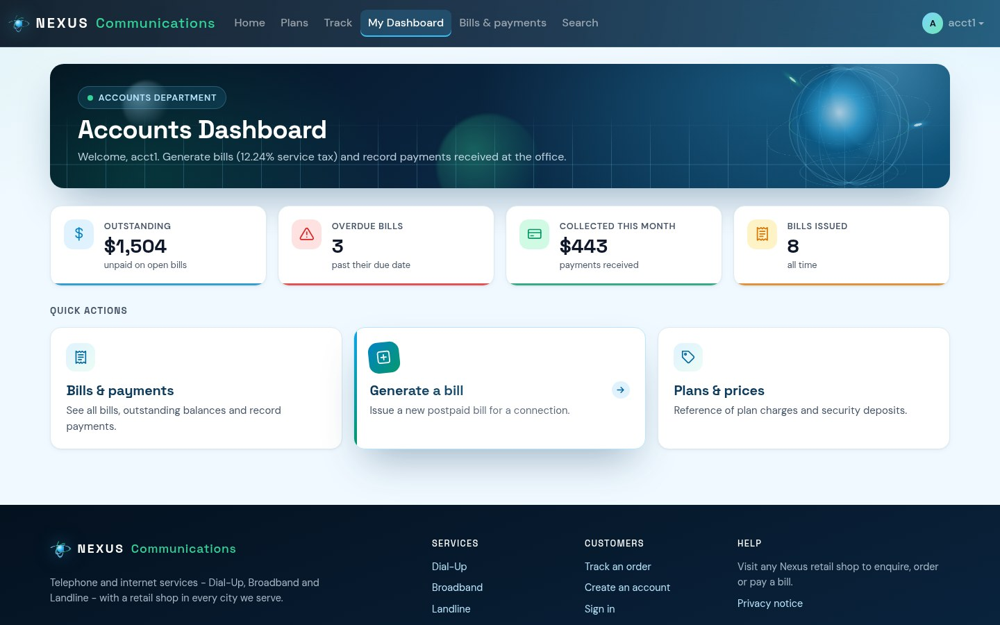 NEXUS Communications
Home
Plans
Track
My Dashboard
Bills & payments
Search
A
acct1
ACCOUNTS DEPARTMENT
Accounts Dashboard
Welcome, acct1. Generate bills (12.24% service tax) and record payments received at the office.
OUTSTANDING
$1,504
unpaid on open bills
OVERDUE BILLS
3
past their due date
COLLECTED THIS MONTH
$443
payments received
BILLS ISSUED
8
all time
QUICK ACTIONS
Bills & payments
See all bills, outstanding balances and record
payments.
Generate a bill
Issue a new postpaid bill for a connection.
Plans & prices
Reference of plan charges and security deposits.
NEXUS Communications
Telephone and internet services - Dial-Up, Broadband and
Landline - with a retail shop in every city we serve.
SERVICES
Dial-Up
Broadband
Landline
CUSTOMERS
Track an order
Create an account
Sign in
HELP
Visit any Nexus retail shop to enquire, order
or pay a bill.
Privacy notice